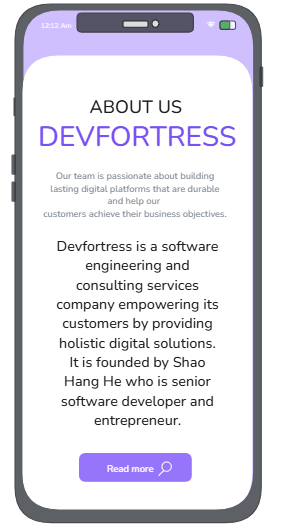 12:12 Am
ABOUT US
DEVFORTRESS
Our team is passionate about building
lasting digital platforms that are durable
and help our
customers achieve their business objectives.
Devfortress is a software
engineering and
consulting services
company empowering its
customers by providing
holistic digital solutions.
It is founded by Shao
Hang He who is senior
software developer and
entrepreneur.
Read more